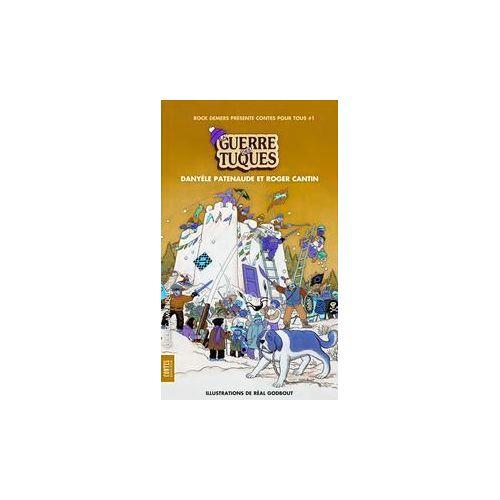 ROCK DEMERS PRÉSENTE CONTES POUR TOUS #1
LA
GUERRE
DES
TUQUES
DANYÈLE PATENAUDE ET ROGER CANTIN
CONTES
ILLUSTRATIONS DE RÉAL GODBOUT